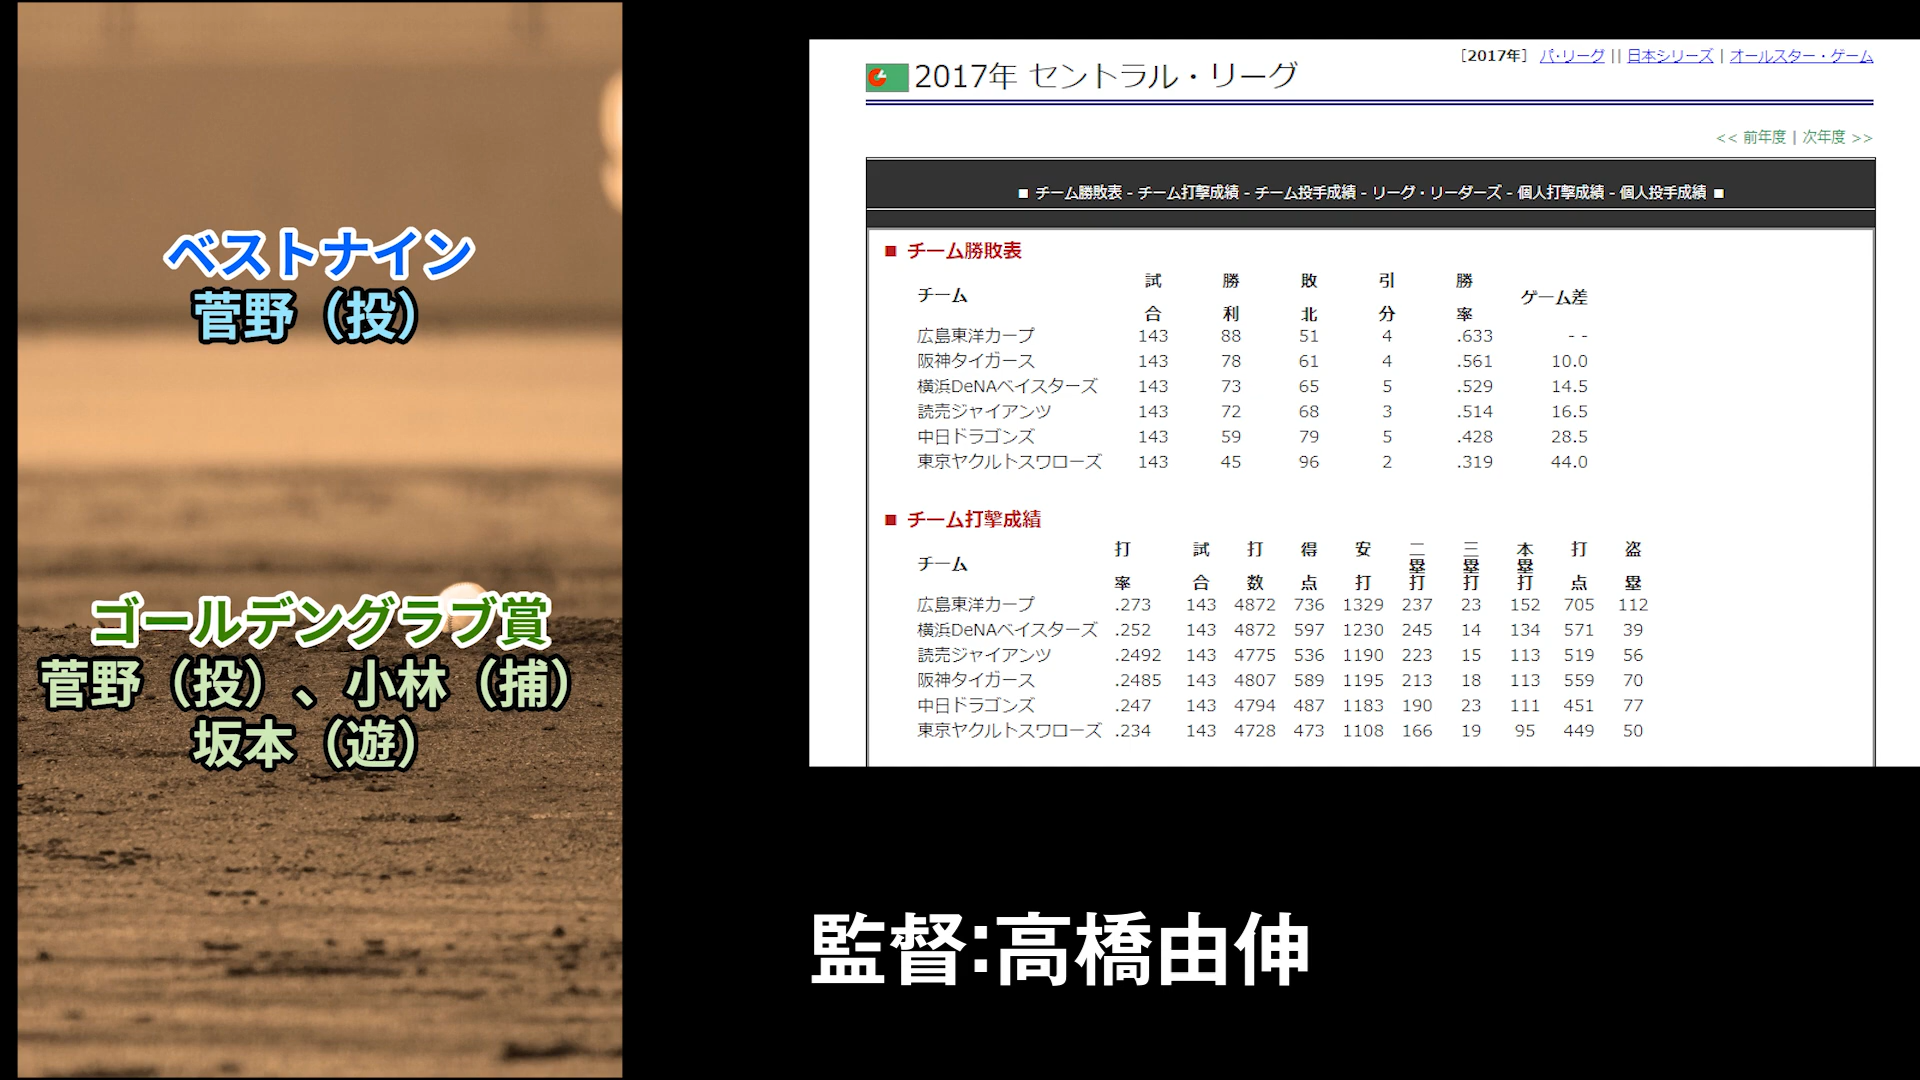 ベストナイン
菅野（投）
ゴールデングラブ賞
菅野（投）、小林（捕）
坂本（遊）
［2017年］ パ・リーグ || 日本シリーズ | オールスター・ゲーム
2017年 セントラル・リーグ
<< 前年度 | 次年度 >>
■ チーム勝敗表 - チーム打撃成績 - チーム投手成績 - リーグ・リーダーズ - 個人打撃成績 - 個人投手成績 ■
■ チーム勝敗表
チーム 試合 勝利 敗北 引分 勝率 ゲーム差
広島東洋カープ 143 88 51 4 .633 - -
阪神タイガース 143 78 61 4 .561 10.0
横浜DeNAベイスターズ 143 73 65 5 .529 14.5
読売ジャイアンツ 143 72 68 3 .514 16.5
中日ドラゴンズ 143 59 79 5 .428 28.5
東京ヤクルトスワローズ 143 45 96 2 .319 44.0
■ チーム打撃成績
チーム 打率 試合 打数 得点 安打 二塁打 三塁打 本塁打 打点 盗塁
広島東洋カープ .273 143 4872 736 1329 237 23 152 705 112
横浜DeNAベイスターズ .252 143 4872 597 1230 245 14 134 571 39
読売ジャイアンツ .2492 143 4775 536 1190 223 15 113 519 56
阪神タイガース .2485 143 4807 589 1195 213 18 113 559 70
中日ドラゴンズ .247 143 4794 487 1183 190 23 111 451 77
東京ヤクルトスワローズ .234 143 4728 473 1108 166 19 95 449 50
監督:高橋由伸